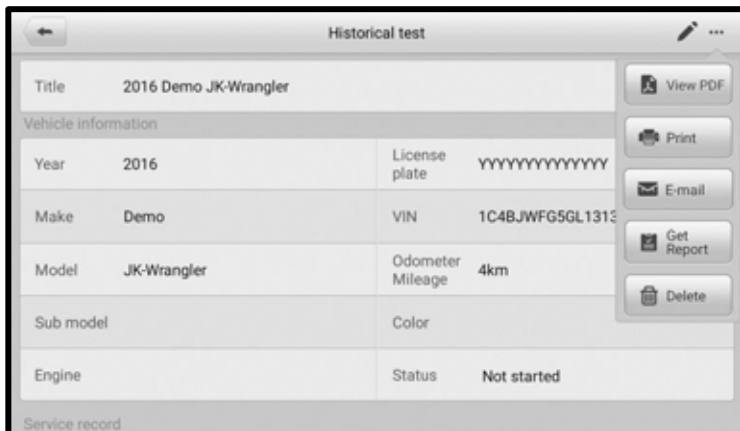 Historical test
Title 2016 Demo JK-Wrangler
View PDF
Vehicle information
Print
Year 2016 License plate YYYYYYYYYYYYYY
E-mail
Make Demo VIN 1C4BJWFG5GL1313
Get Report
Model JK-Wrangler Odometer Mileage 4km
Delete
Sub model Color
Engine Status Not started
Service record